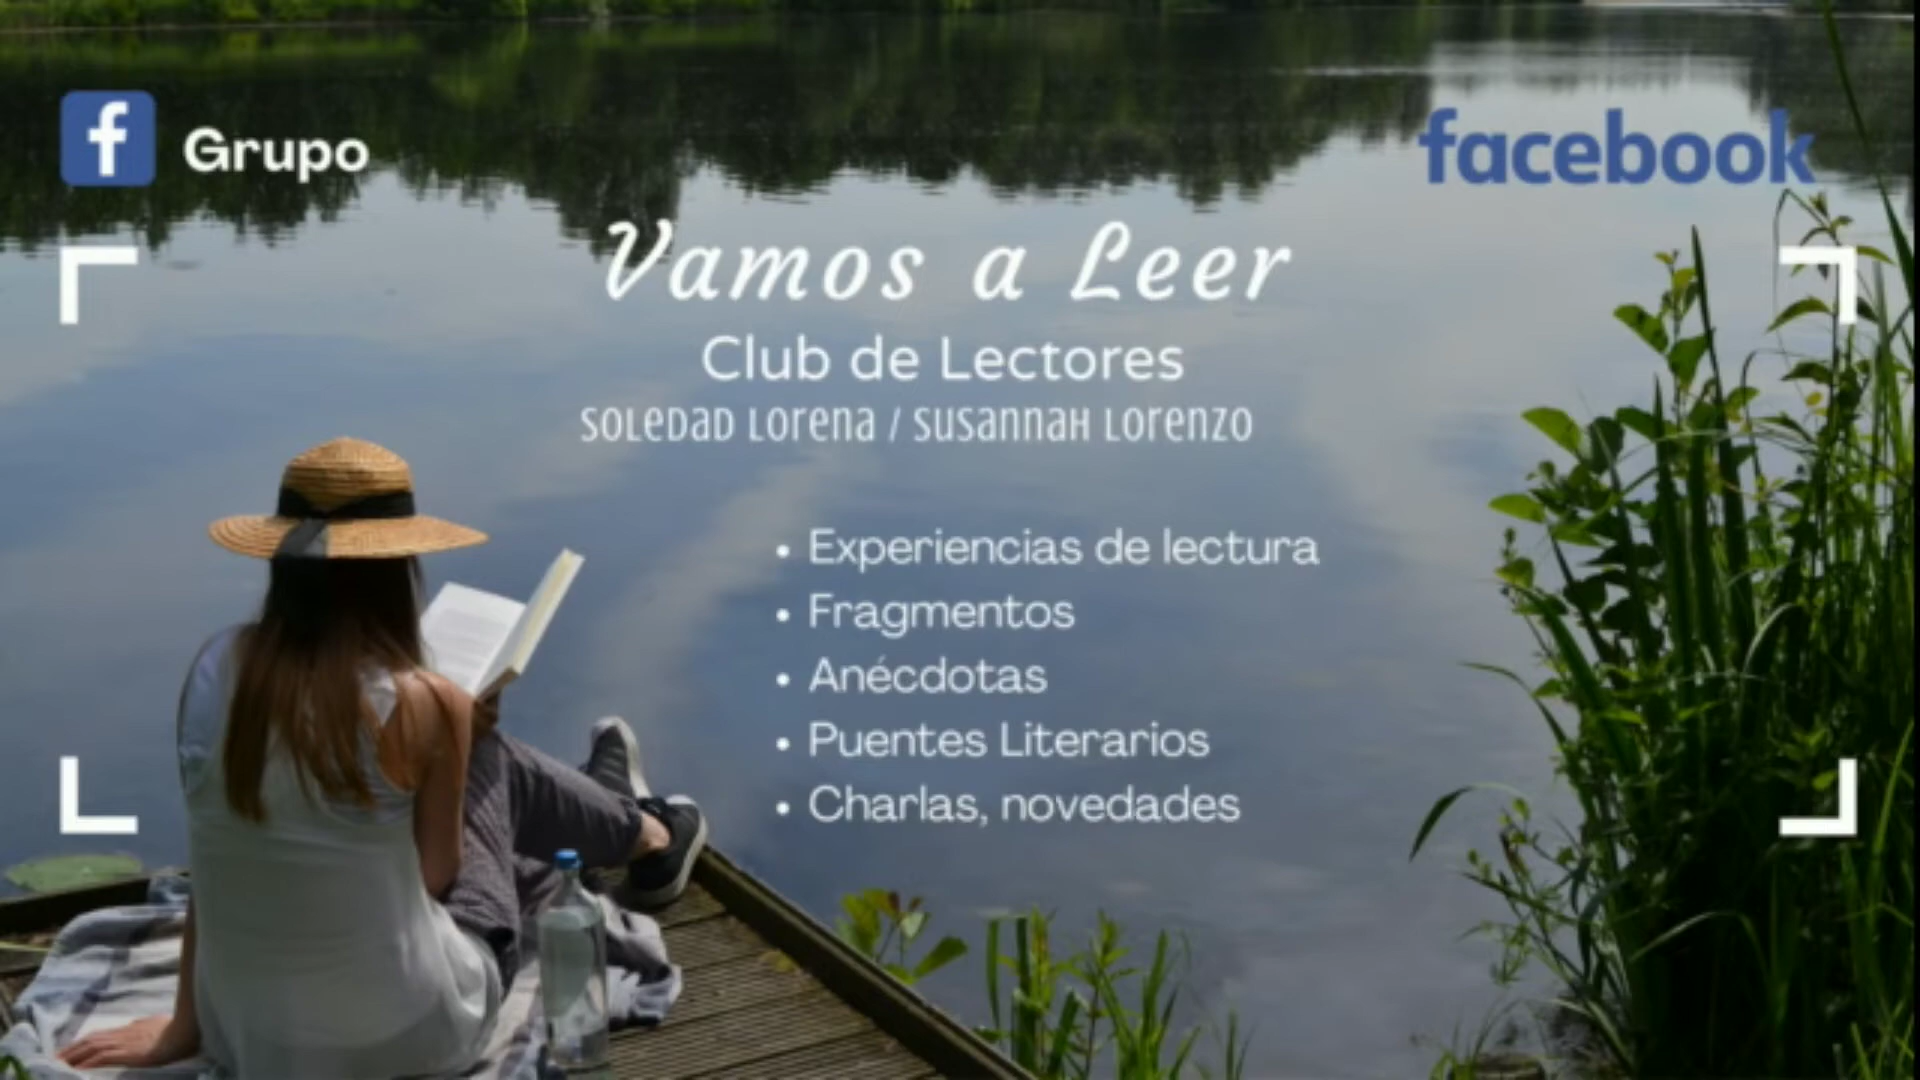 f Grupo
facebook
Vamos a Leer
Club de Lectores
SOLEDAD LORENA / SUSANNAH LORENZO
• Experiencias de lectura
• Fragmentos
• Anécdotas
• Puentes Literarios
• Charlas, novedades